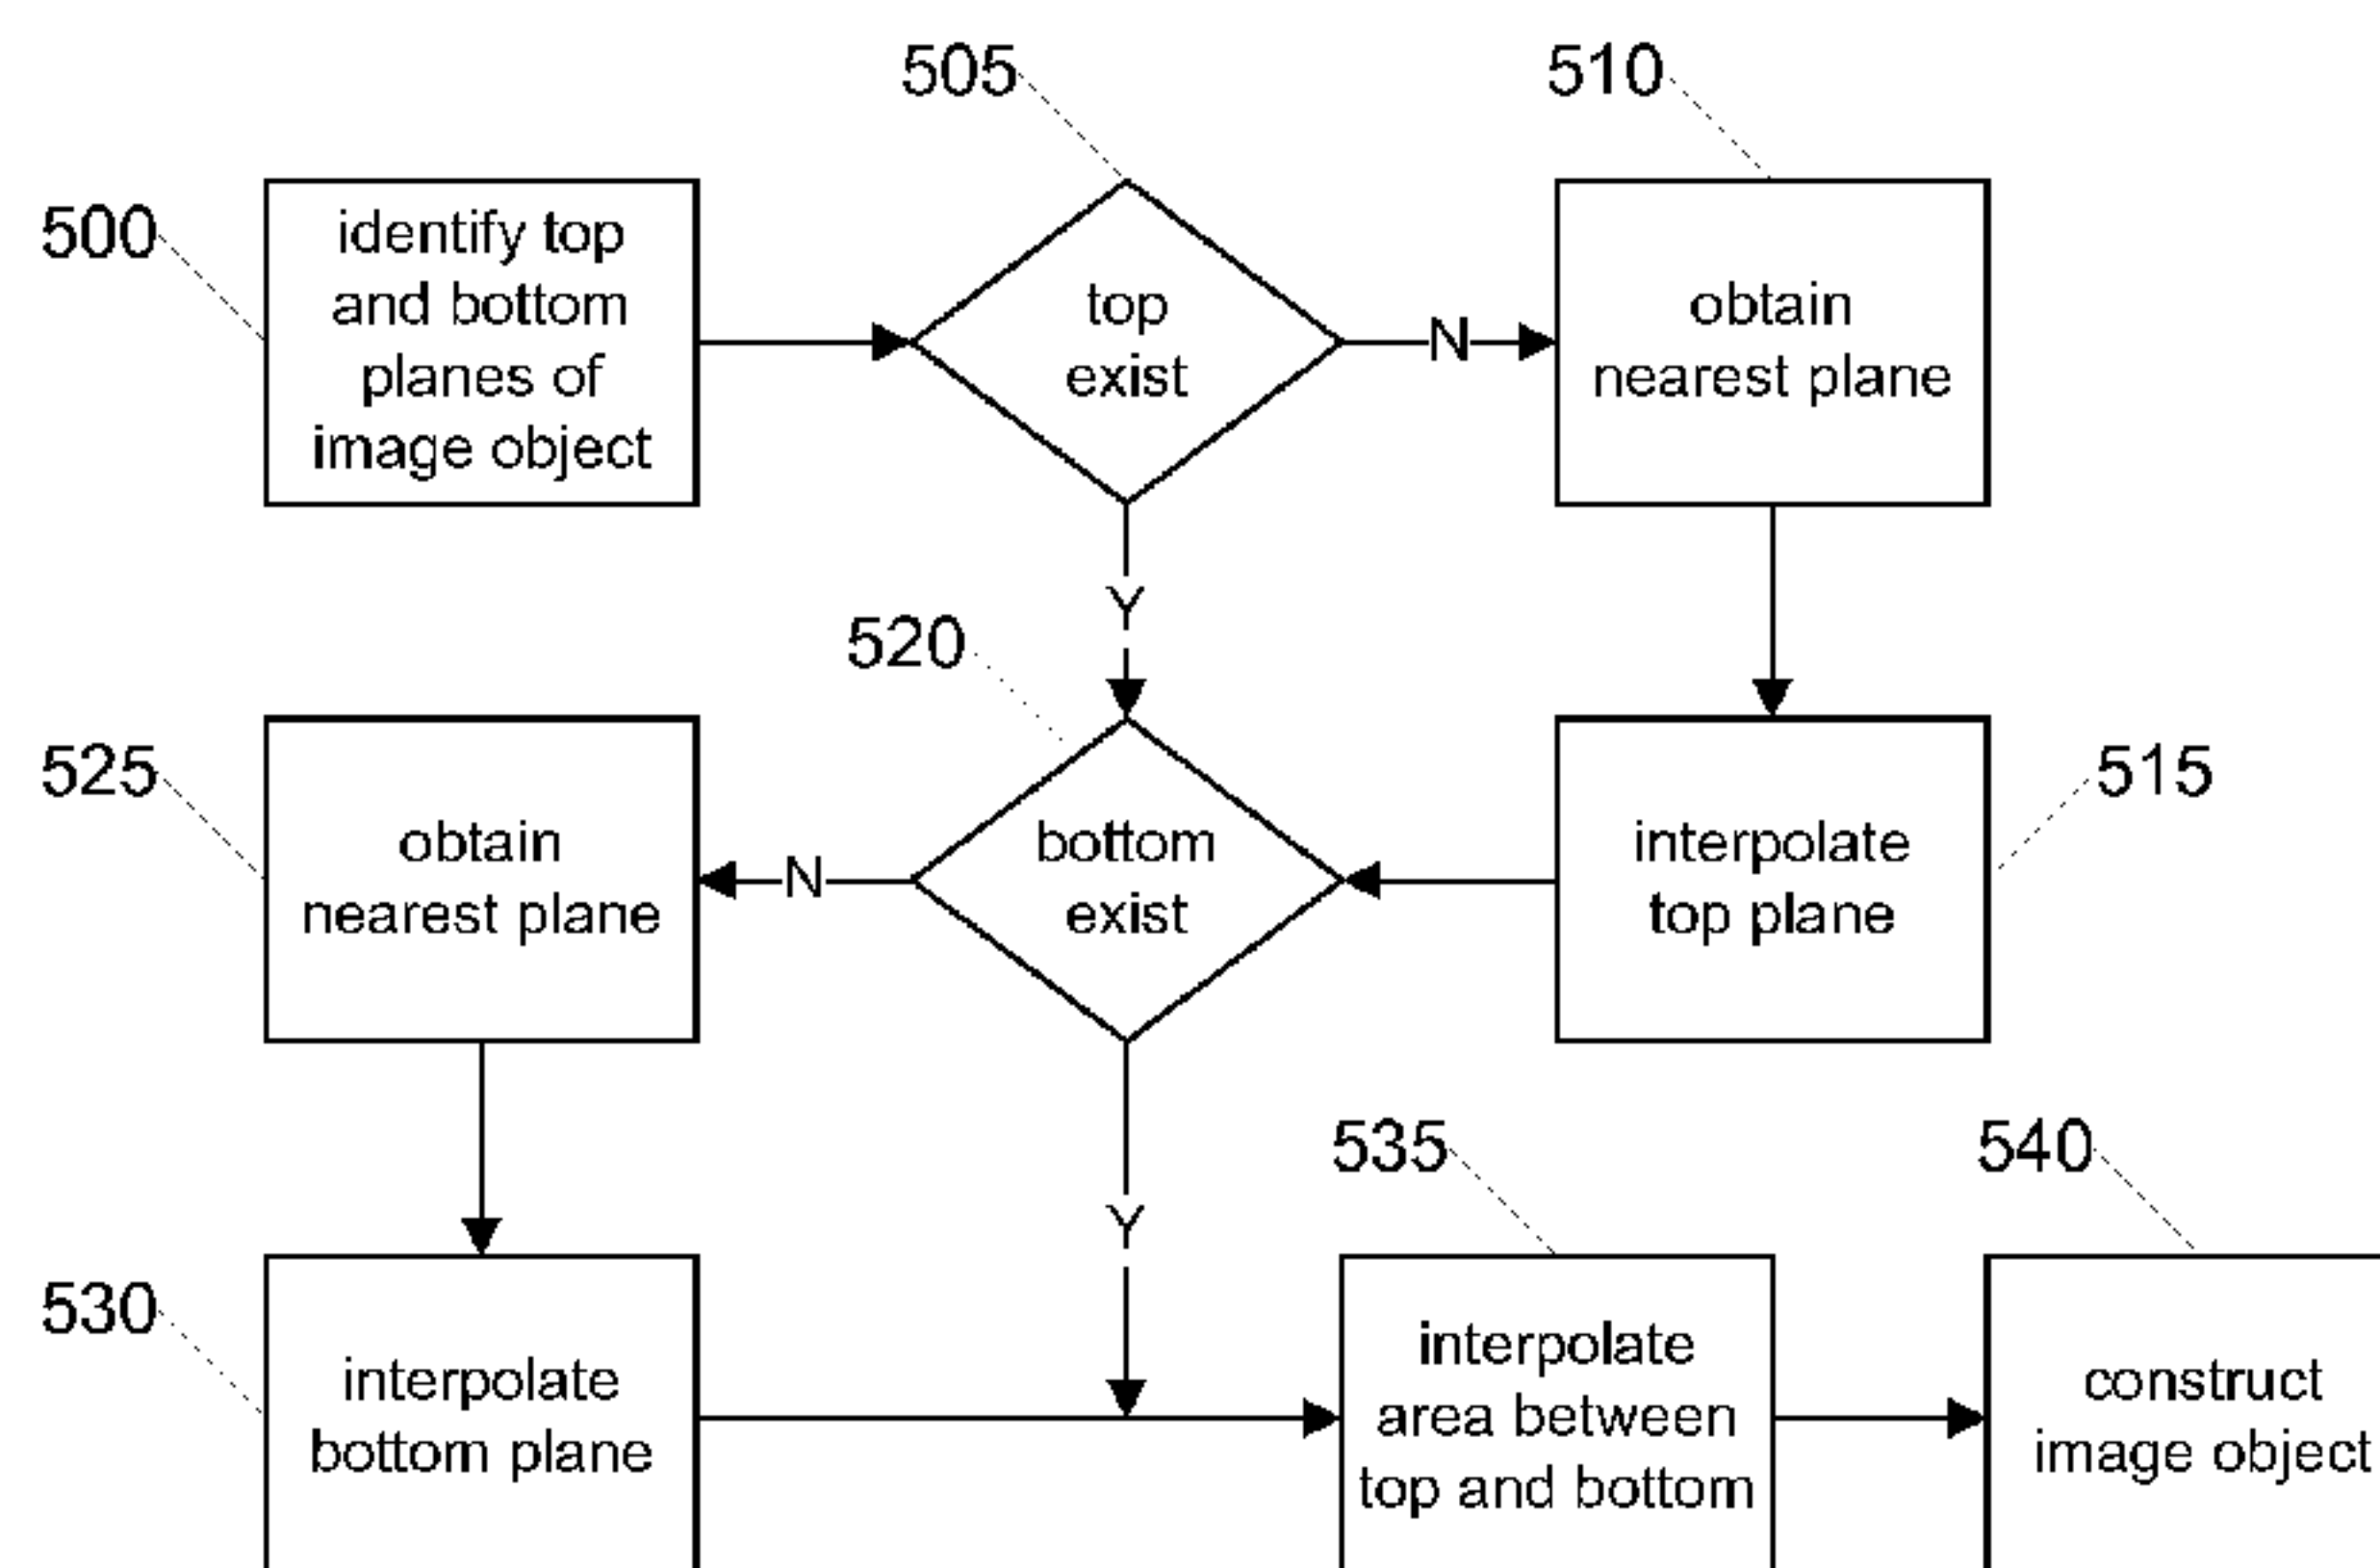 505
510
500
identify top
and bottom
planes of
image object
top
exist
N
obtain
nearest plane
Y
520
525
obtain
nearest plane
N
bottom
exist
interpolate
top plane
515
Y
535
540
530
interpolate
bottom plane
interpolate
area between
top and bottom
construct
image object